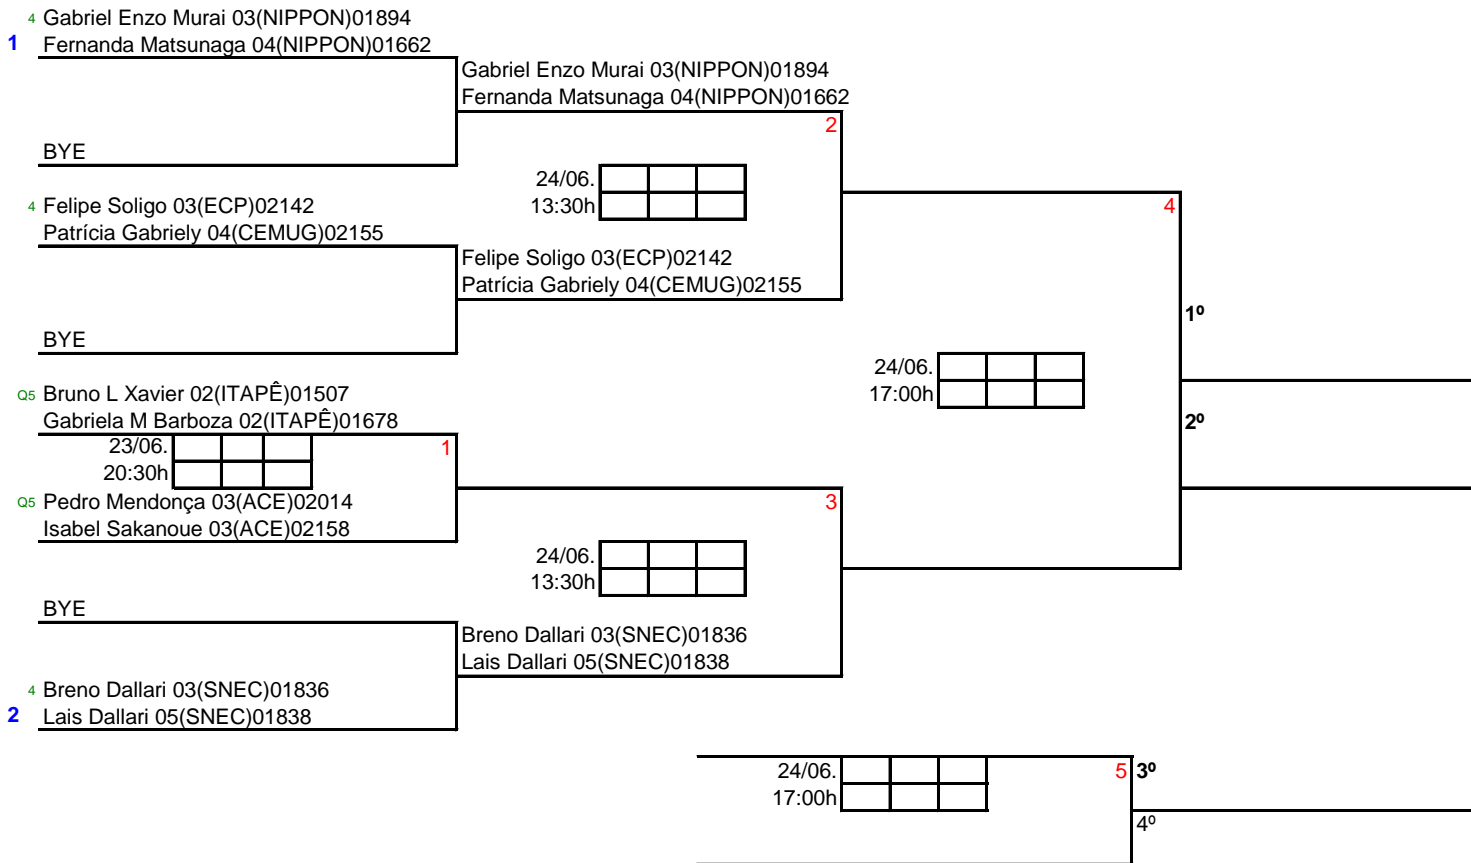 4 Gabriel Enzo Murai 03(NIPPON)01894
1 Fernanda Matsunaga 04(NIPPON)01662
Gabriel Enzo Murai 03(NIPPON)01894
Fernanda Matsunaga 04(NIPPON)01662
2
BYE
24/06.
13:30h
4 Felipe Soligo 03(ECP)02142
Patrícia Gabriely 04(CEMUG)02155
4
Felipe Soligo 03(ECP)02142
Patrícia Gabriely 04(CEMUG)02155
1º
BYE
24/06.
17:00h
Q5 Bruno L Xavier 02(ITAPÊ)01507
Gabriela M Barboza 02(ITAPÊ)01678
2º
23/06.
20:30h
1
Q5 Pedro Mendonça 03(ACE)02014
Isabel Sakanoue 03(ACE)02158
3
24/06.
13:30h
BYE
Breno Dallari 03(SNEC)01836
Lais Dallari 05(SNEC)01838
4 Breno Dallari 03(SNEC)01836
2 Lais Dallari 05(SNEC)01838
24/06.
17:00h
5
3º
4º